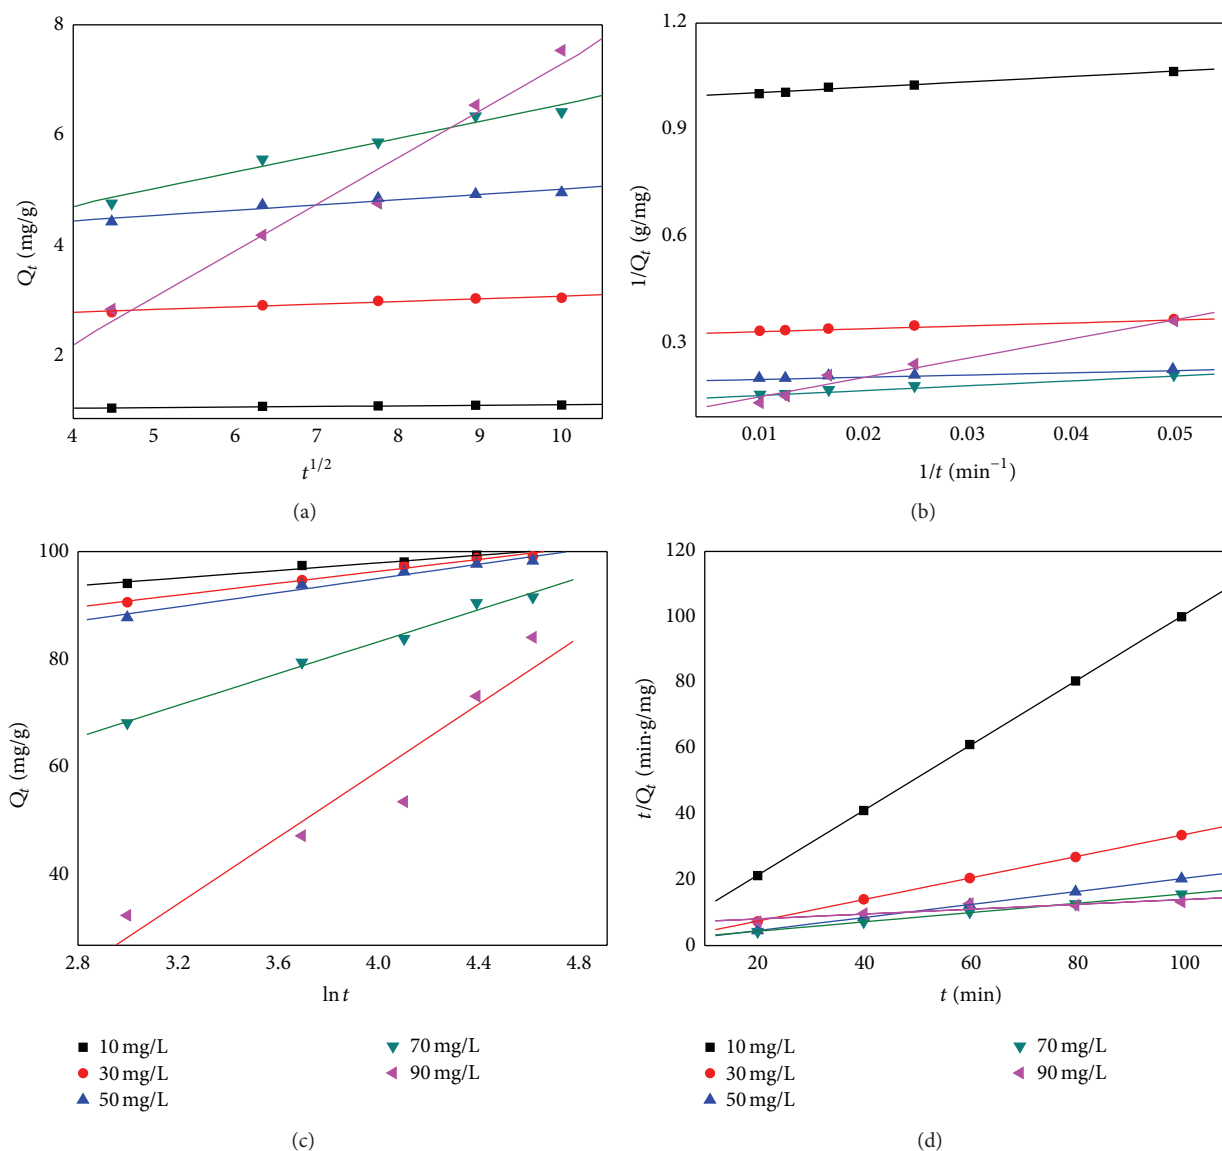 8
6
4
2
Q_t (mg/g)
4 5 6 7 8 9 10
t^{1/2}
(a)
1.2
0.9
0.6
0.3
1/Q_t (g/mg)
0.01 0.02 0.03 0.04 0.05
1/t (min⁻¹)
(b)
100
80
60
40
Q_t (mg/g)
2.8 3.2 3.6 4.0 4.4 4.8
ln t
10 mg/L
30 mg/L
50 mg/L
70 mg/L
90 mg/L
(c)
120
100
80
60
40
20
0
t/Q_t (min·g/mg)
20 40 60 80 100
t (min)
10 mg/L
30 mg/L
50 mg/L
70 mg/L
90 mg/L
(d)